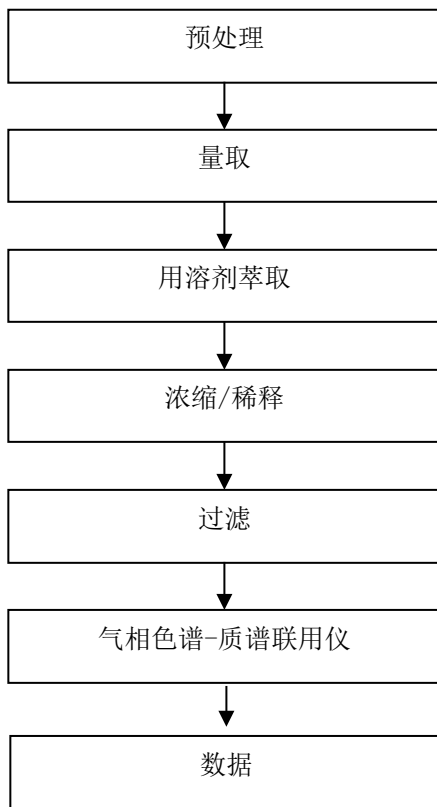 预处理
量取
用溶剂萃取
浓缩/稀释
过滤
气相色谱-质谱联用仪
数据